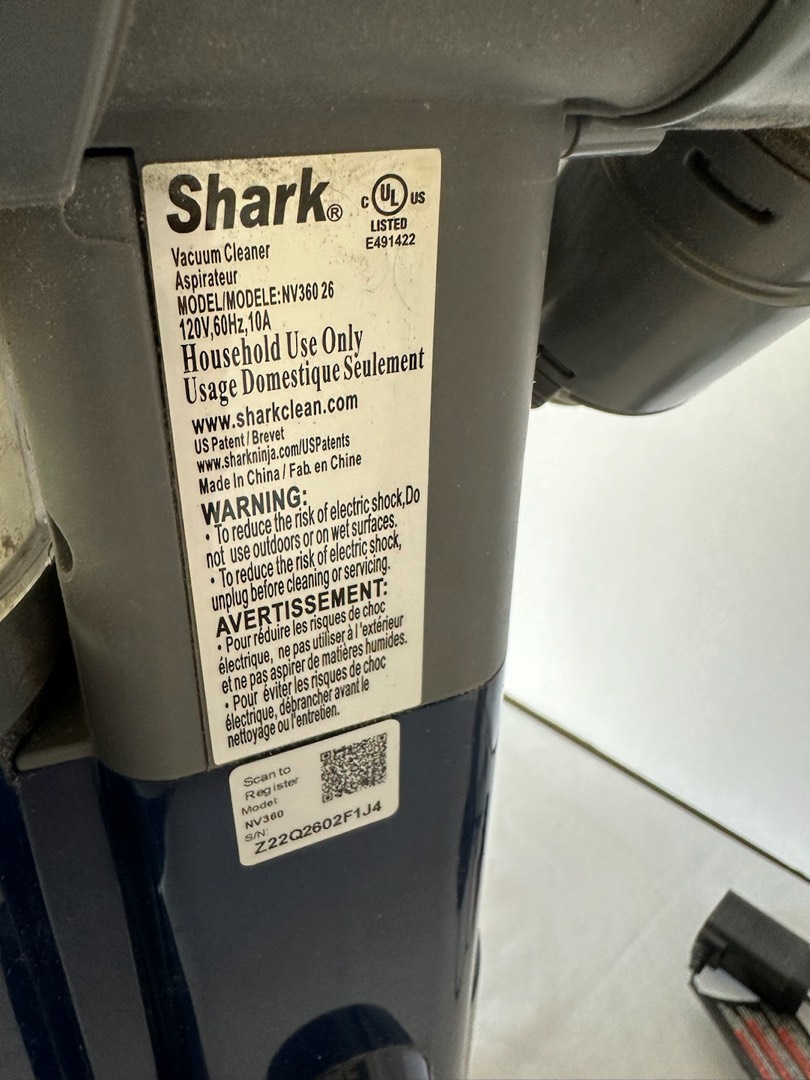 Shark®
C UL US
LISTED
E491422
Vacuum Cleaner
Aspirateur
MODEL/MODELE:NV360 26
120V,60Hz,10A
Household Use Only
Usage Domestique Seulement
www.sharkclean.com
US Patent / Brevet
www.sharkninja.com/USPatents
Made In China / Fab. en Chine
WARNING:
• To reduce the risk of electric shock,Do
not use outdoors or on wet surfaces.
• To reduce the risk of electric shock,
unplug before cleaning or servicing.
AVERTISSEMENT:
• Pour réduire les risques de choc
électrique, ne pas utiliser à l'extérieur
et ne pas aspirer de matières humides.
• Pour éviter les risques de choc
électrique, débrancher avant le
nettoyage ou l'entretien.
Scan to
Register
Model:
NV360
S/N:
Z22Q2602F1J4